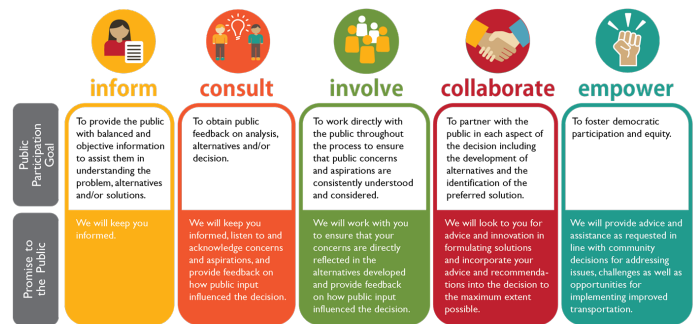 inform
consult
involve
collaborate
empower
Public
Participation
Goal
To provide the public
with balanced and
objective information
to assist them in
understanding the
problem, alternatives
and/or solutions.
To obtain public
feedback on analysis,
alternatives and/or
decision.
To work directly with
the public throughout
the process to ensure
that public concerns
and aspirations are
consistently understood
and considered.
To partner with the
public in each aspect of
the decision including
the development of
alternatives and the
identification of the
preferred solution.
To foster democratic
participation and equity.
Promise to
the Public
We will keep you
informed.
We will keep you
informed, listen to and
acknowledge concerns
and aspirations, and
provide feedback on
how public input
influenced the decision.
We will work with you
to ensure that your
concerns are directly
reflected in the
alternatives developed
and provide feedback
on how public input
influenced the decision.
We will look to you for
advice and innovation in
formulating solutions
and incorporate your
advice and recommenda-
tions into the decision to
the maximum extent
possible.
We will provide advice and
assistance as requested in
line with community
decisions for addressing
issues, challenges as well as
opportunities for
implementing improved
transportation.